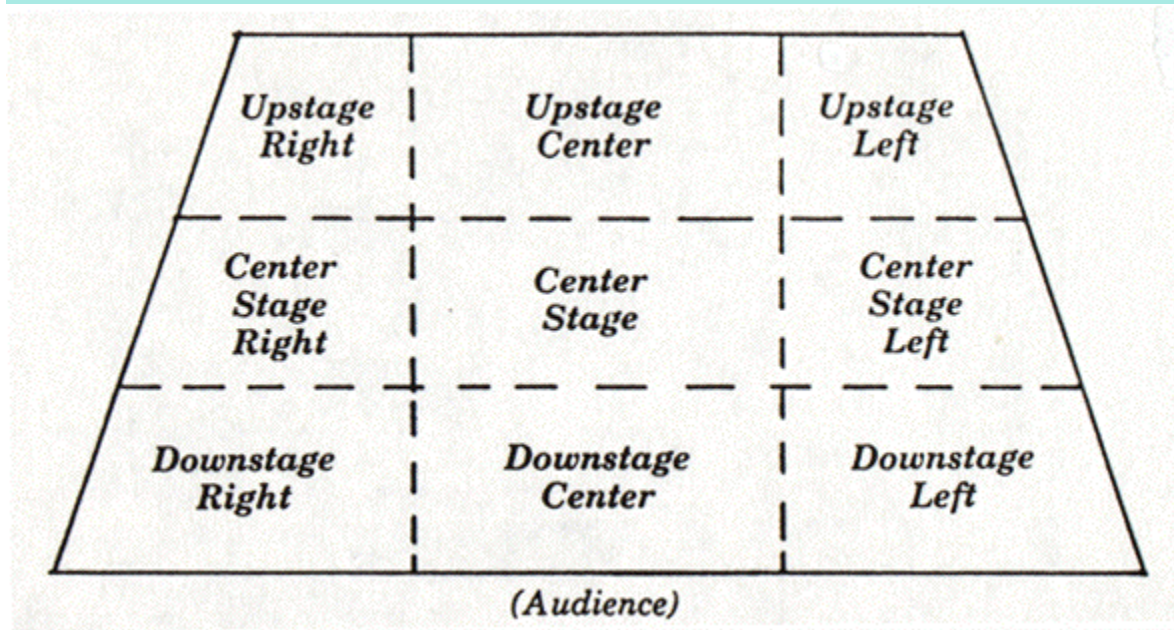 Upstage
Right
Upstage
Center
Upstage
Left
Center
Stage
Right
Center
Stage
Center
Stage
Left
Downstage
Right
Downstage
Center
Downstage
Left
(Audience)